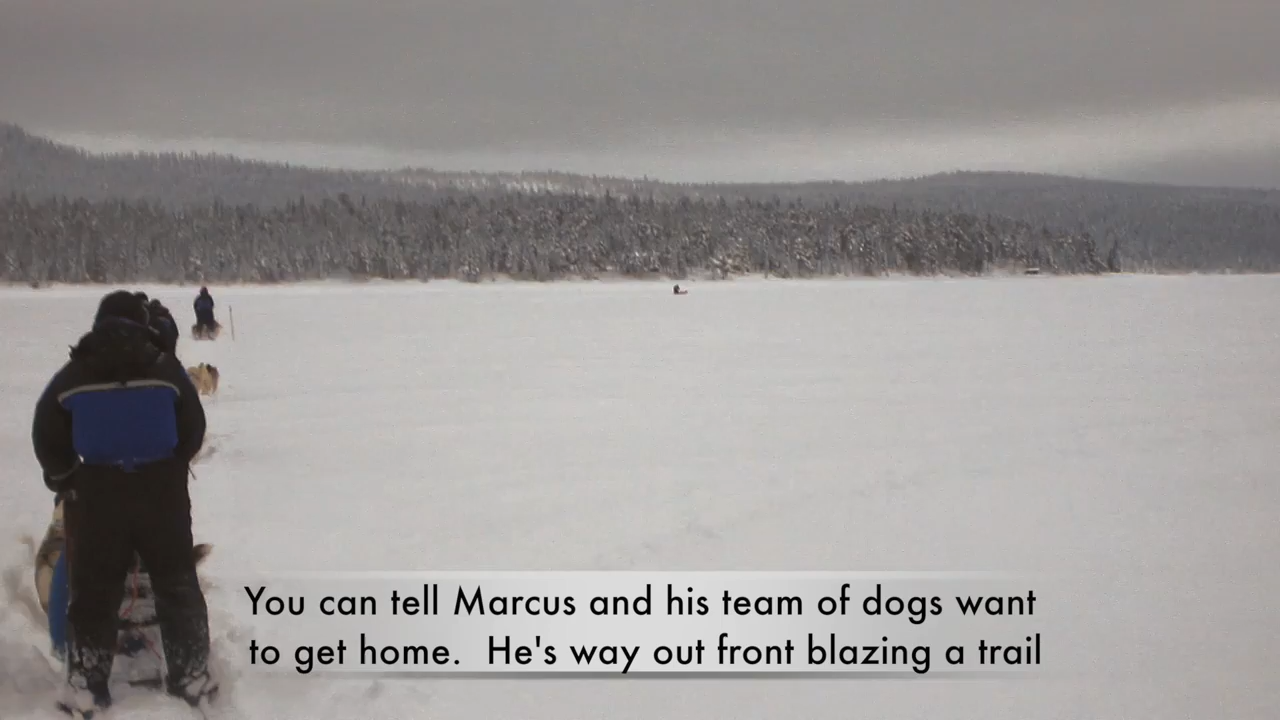 You can tell Marcus and his team of dogs want
to get home.  He's way out front blazing a trail